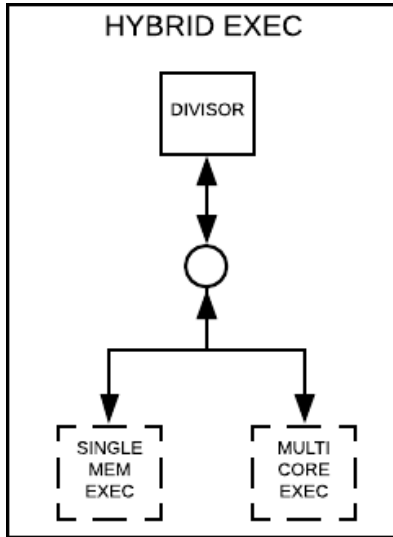 HYBRID EXEC
DIVISOR
SINGLE
MEM
EXEC
MULTI
CORE
EXEC